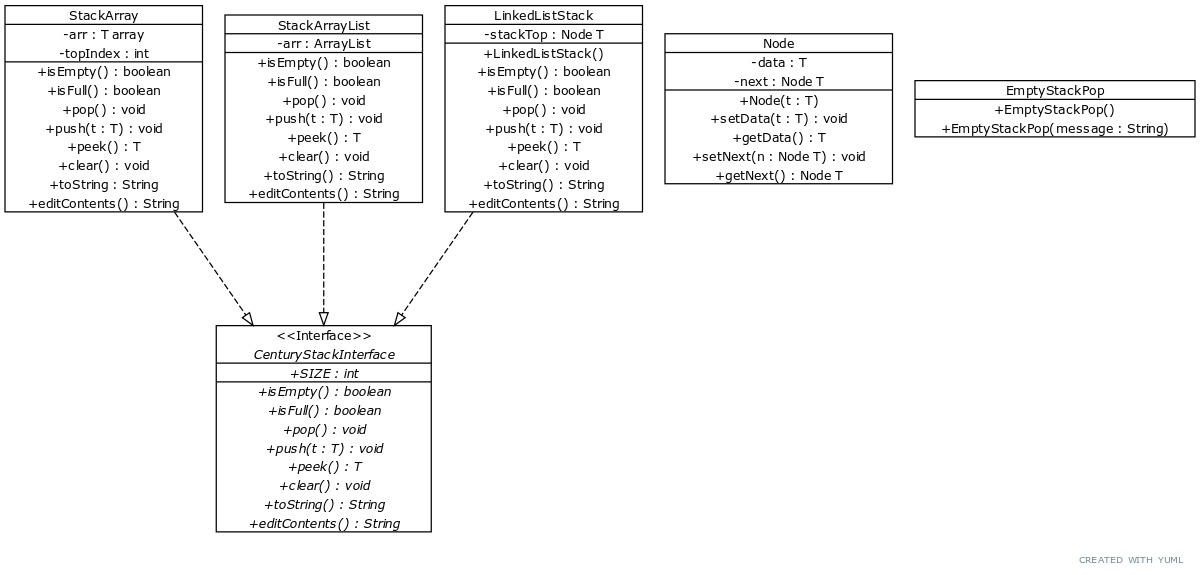 StackArray
-arr : T array
-topIndex : int
+isEmpty() : boolean
+isFull() : boolean
+pop() : void
+push(t : T) : void
+peek() : T
+clear() : void
+toString : String
+editContents() : String
StackArrayList
-arr : ArrayList
+isEmpty() : boolean
+isFull() : boolean
+pop() : void
+push(t : T) : void
+peek() : T
+clear() : void
+toString() : String
+editContents() : String
LinkedListStack
-stackTop : Node T
+LinkedListStack()
+isEmpty() : boolean
+isFull() : boolean
+pop() : void
+push(t : T) : void
+peek() : T
+clear() : void
+toString() : String
+editContents() : String
Node
-data : T
-next : Node T
+Node(t : T)
+setData(t : T) : void
+getData() : T
+setNext(n : Node T) : void
+getNext() : Node T
EmptyStackPop
+EmptyStackPop()
+EmptyStackPop(message : String)
<<Interface>>
CenturyStackInterface
+SIZE : int
+isEmpty() : boolean
+isFull() : boolean
+pop() : void
+push(t : T) : void
+peek() : T
+clear() : void
+toString() : String
+editContents() : String
CREATED WITH YUML